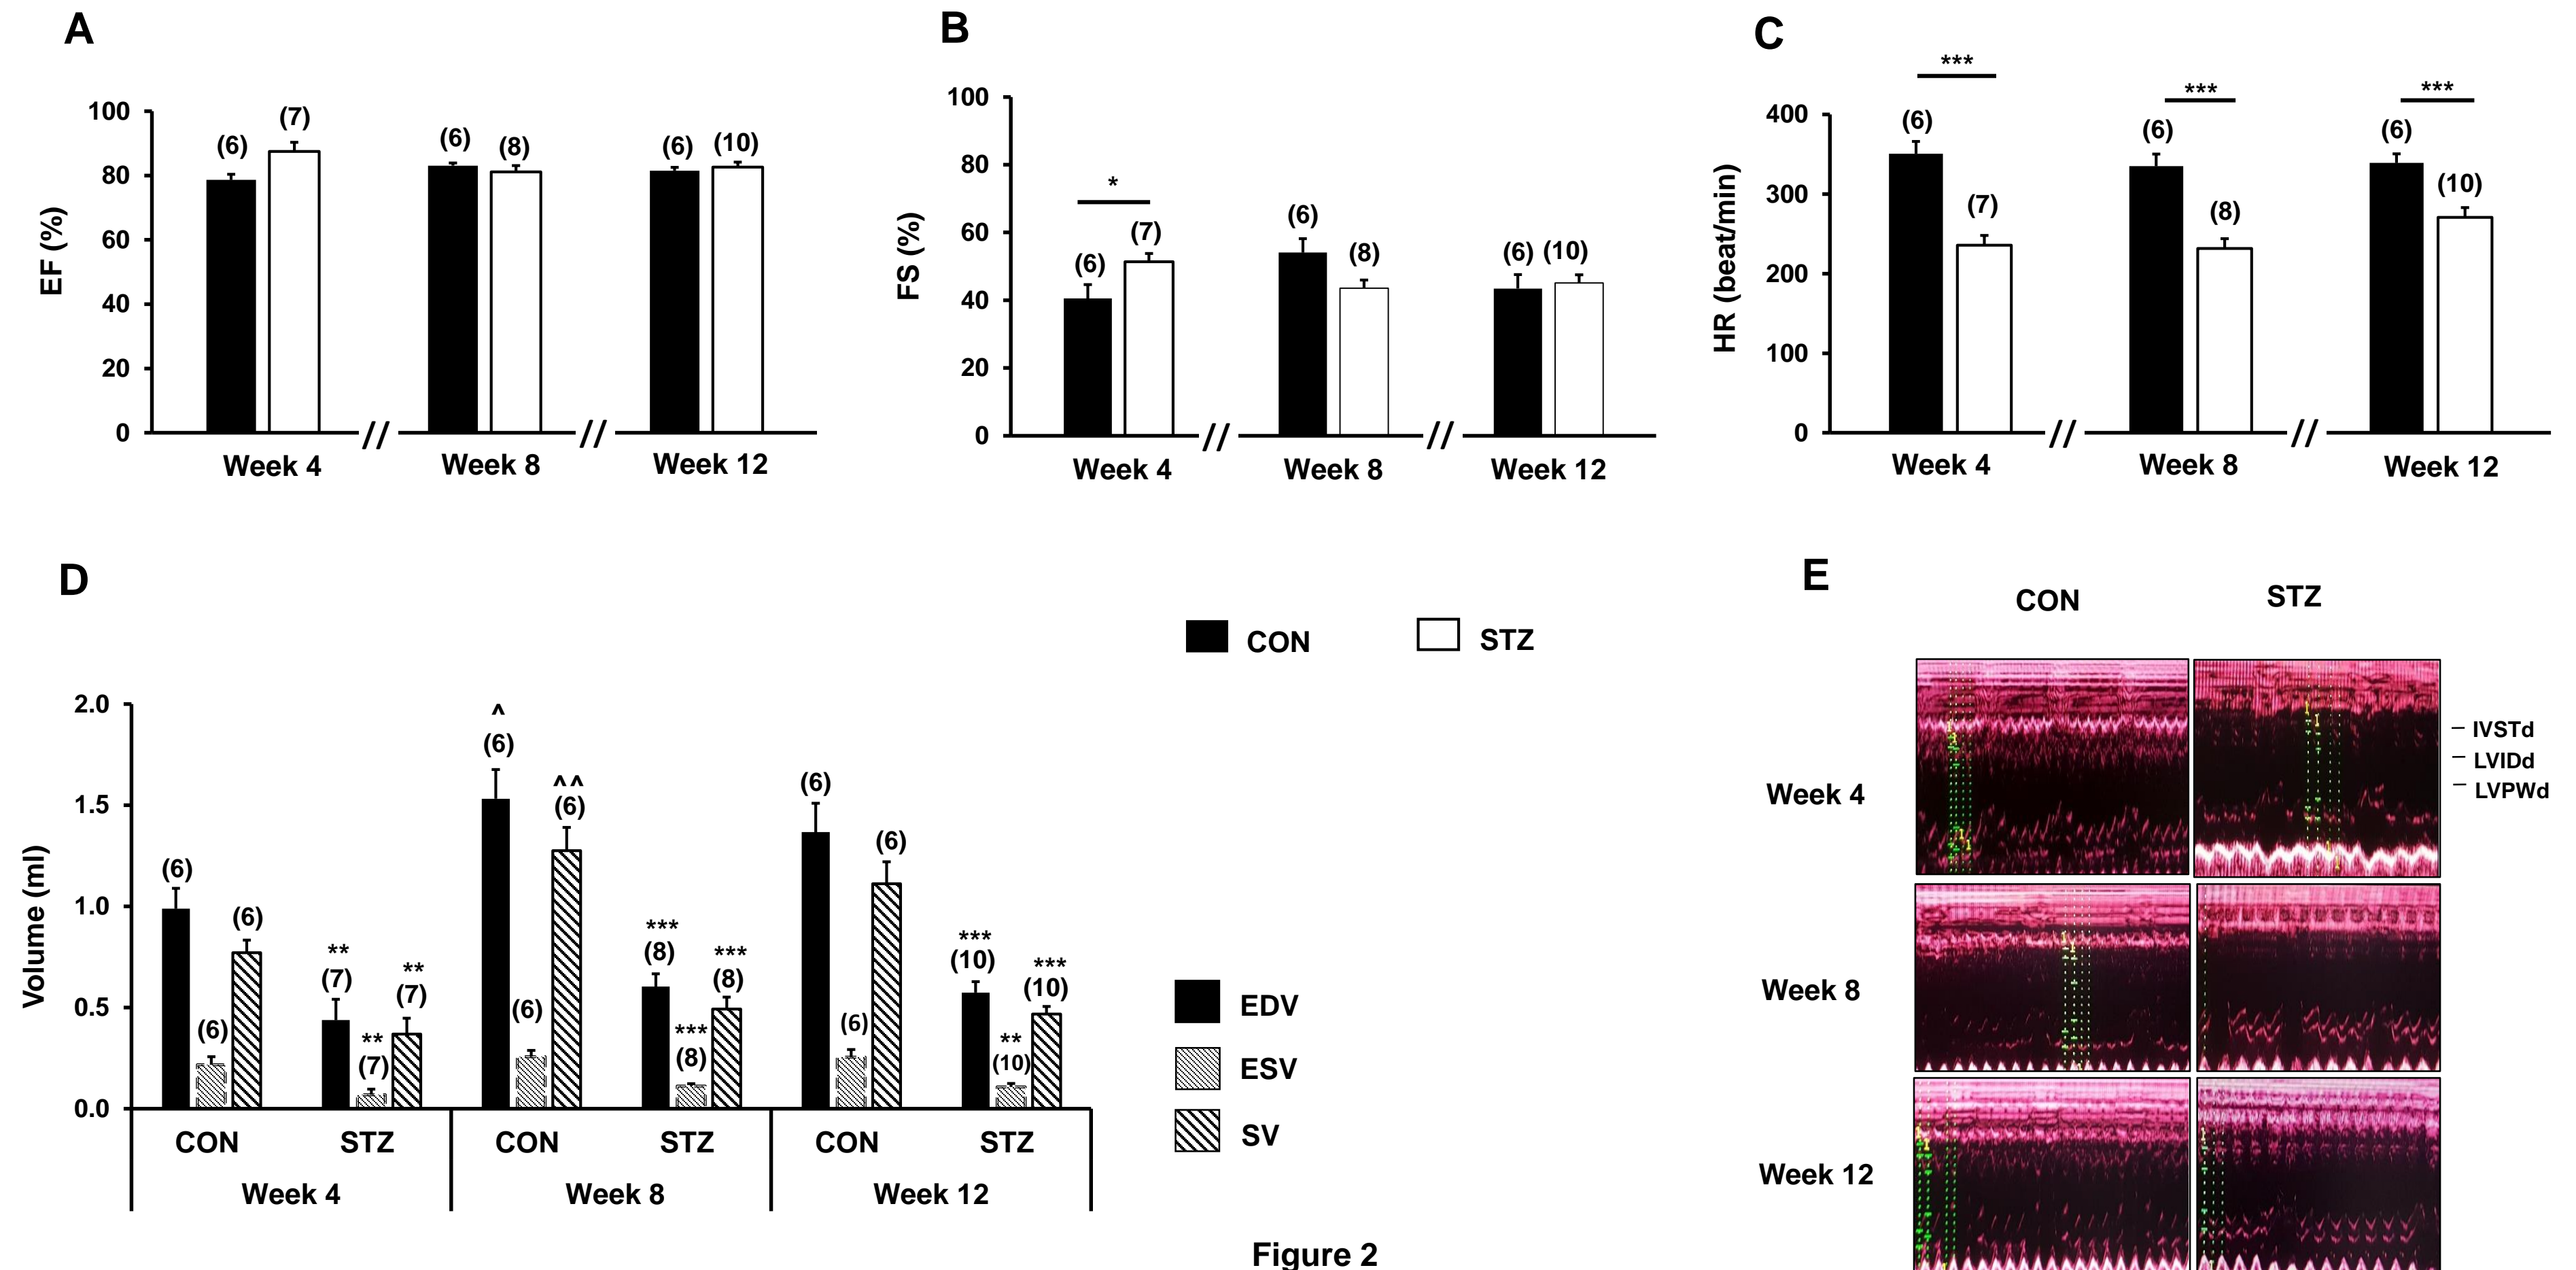 A
EF (%)
100
80
60
40
20
0
(6)
(7)
(6)
(8)
(6)
(10)
//
//
Week 4
Week 8
Week 12
B
FS (%)
100
80
60
40
20
0
*
(6)
(7)
(6)
(8)
(6)
(10)
//
//
Week 4
Week 8
Week 12
C
HR (beat/min)
400
300
200
100
0
***
***
***
(6)
(7)
(6)
(8)
(6)
(10)
//
//
Week 4
Week 8
Week 12
D
CON
STZ
Volume (ml)
2.0
1.5
1.0
0.5
0.0
(6)
(6)
(6)
**
(7)
**
(7)
**
(7)
^
(6)
(6)
^^
(6)
***
(8)
***
(8)
***
(8)
(6)
(6)
(6)
***
(10)
**
(10)
***
(10)
CON
STZ
CON
STZ
CON
STZ
Week 4
Week 8
Week 12
EDV
ESV
SV
E
CON
STZ
Week 4
Week 8
Week 12
IVSTd
LVIDd
LVPWd
Figure 2